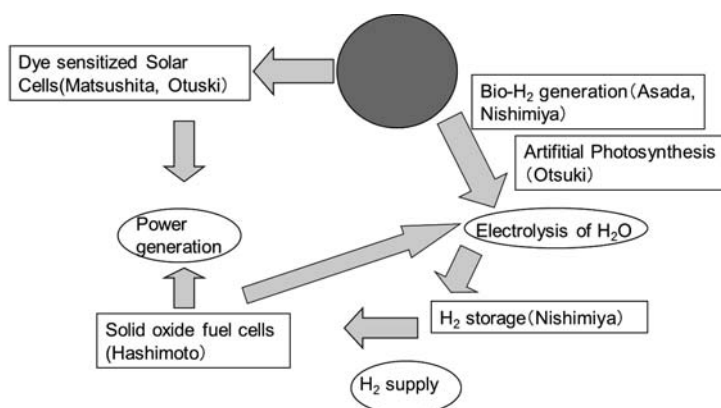 Dye sensitized Solar
Cells(Matsushita, Otuski)
Bio-H₂ generation(Asada,
Nishimiya)
Artifitial Photosynthesis
(Otsuki)
Power
generation
Electrolysis of H₂O
Solid oxide fuel cells
(Hashimoto)
H₂ storage(Nishimiya)
H₂ supply